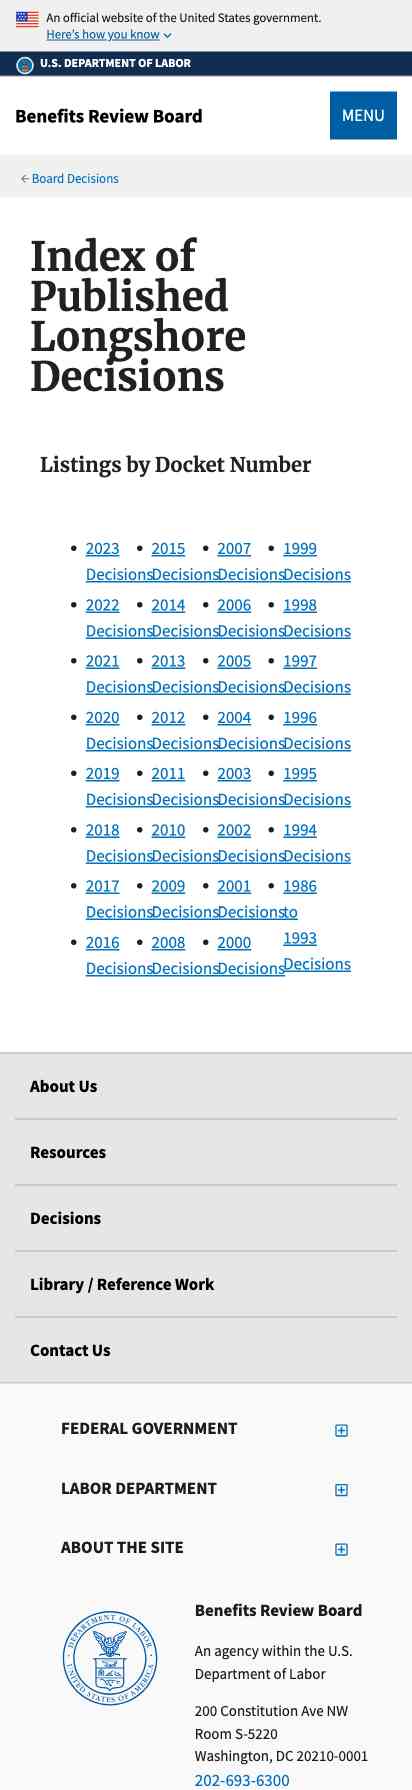 An official website of the United States government.
Here's how you know
U.S. DEPARTMENT OF LABOR
Benefits Review Board
MENU
Board Decisions
Index of
Published
Longshore
Decisions
Listings by Docket Number
2023
Decisions
2022
Decisions
2021
Decisions
2020
Decisions
2019
Decisions
2018
Decisions
2017
Decisions
2016
Decisions
2015
Decisions
2014
Decisions
2013
Decisions
2012
Decisions
2011
Decisions
2010
Decisions
2009
Decisions
2008
Decisions
2007
Decisions
2006
Decisions
2005
Decisions
2004
Decisions
2003
Decisions
2002
Decisions
2001
Decisions
2000
Decisions
1999
Decisions
1998
Decisions
1997
Decisions
1996
Decisions
1995
Decisions
1994
Decisions
1986
to
1993
Decisions
About Us
Resources
Decisions
Library / Reference Work
Contact Us
FEDERAL GOVERNMENT
LABOR DEPARTMENT
ABOUT THE SITE
DEPARTMENT OF LABOR
UNITED STATES OF AMERICA
Benefits Review Board
An agency within the U.S.
Department of Labor
200 Constitution Ave NW
Room S-5220
Washington, DC 20210-0001
202-693-6300